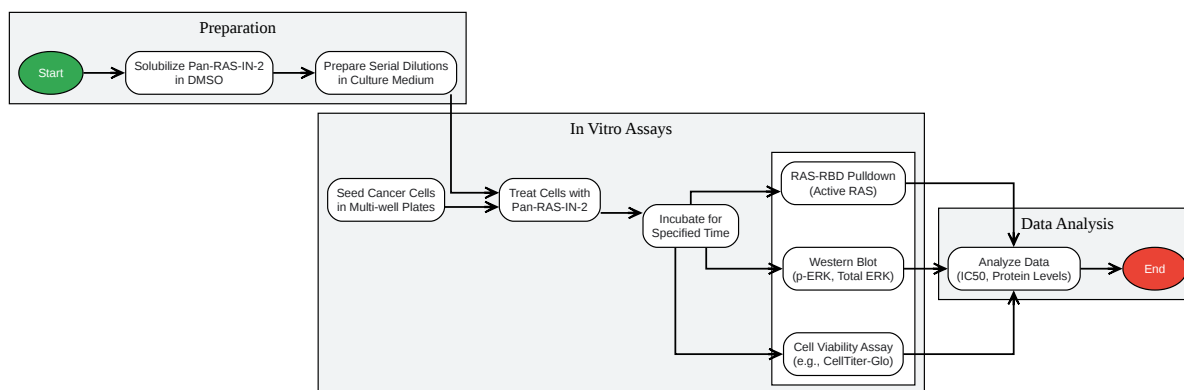 Preparation
Start
Solubilize Pan-RAS-IN-2
in DMSO
Prepare Serial Dilutions
in Culture Medium
In Vitro Assays
Seed Cancer Cells
in Multi-well Plates
Treat Cells with
Pan-RAS-IN-2
Incubate for
Specified Time
RAS-RBD Pulldown
(Active RAS)
Western Blot
(p-ERK, Total ERK)
Cell Viability Assay
(e.g., CellTiter-Glo)
Data Analysis
Analyze Data
(IC50, Protein Levels)
End